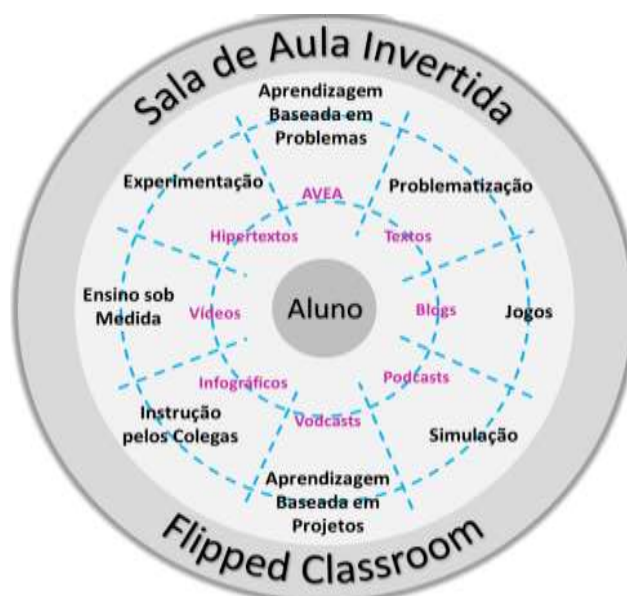 Sala de Aula Invertida
Aprendizagem
Baseada em
Problemas
Experimentação
Problematização
AVEA
Hipertextos
Textos
Ensino sob
Medida
Vídeos
Aluno
Blogs
Jogos
Infográficos
Podcasts
Instrução
pelos Colegas
Vodcasts
Simulação
Aprendizagem
Baseada em
Projetos
Flipped Classroom